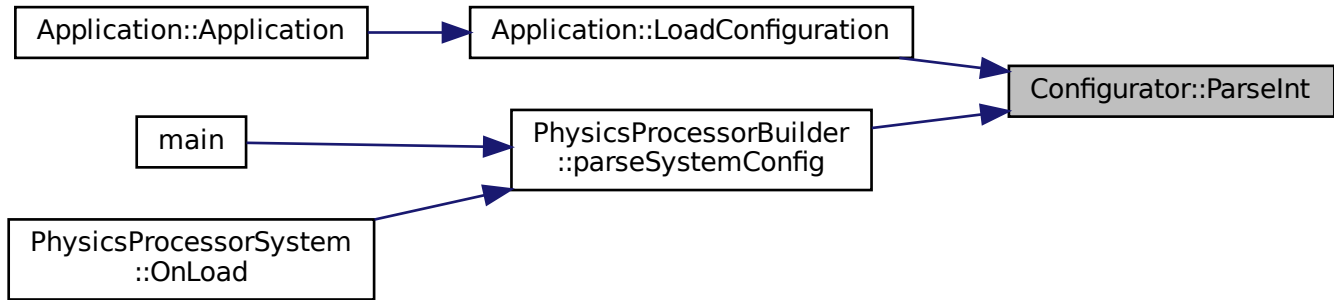 Application::Application
Application::LoadConfiguration
Configurator::ParseInt
main
PhysicsProcessorBuilder
::parseSystemConfig
PhysicsProcessorSystem
::OnLoad